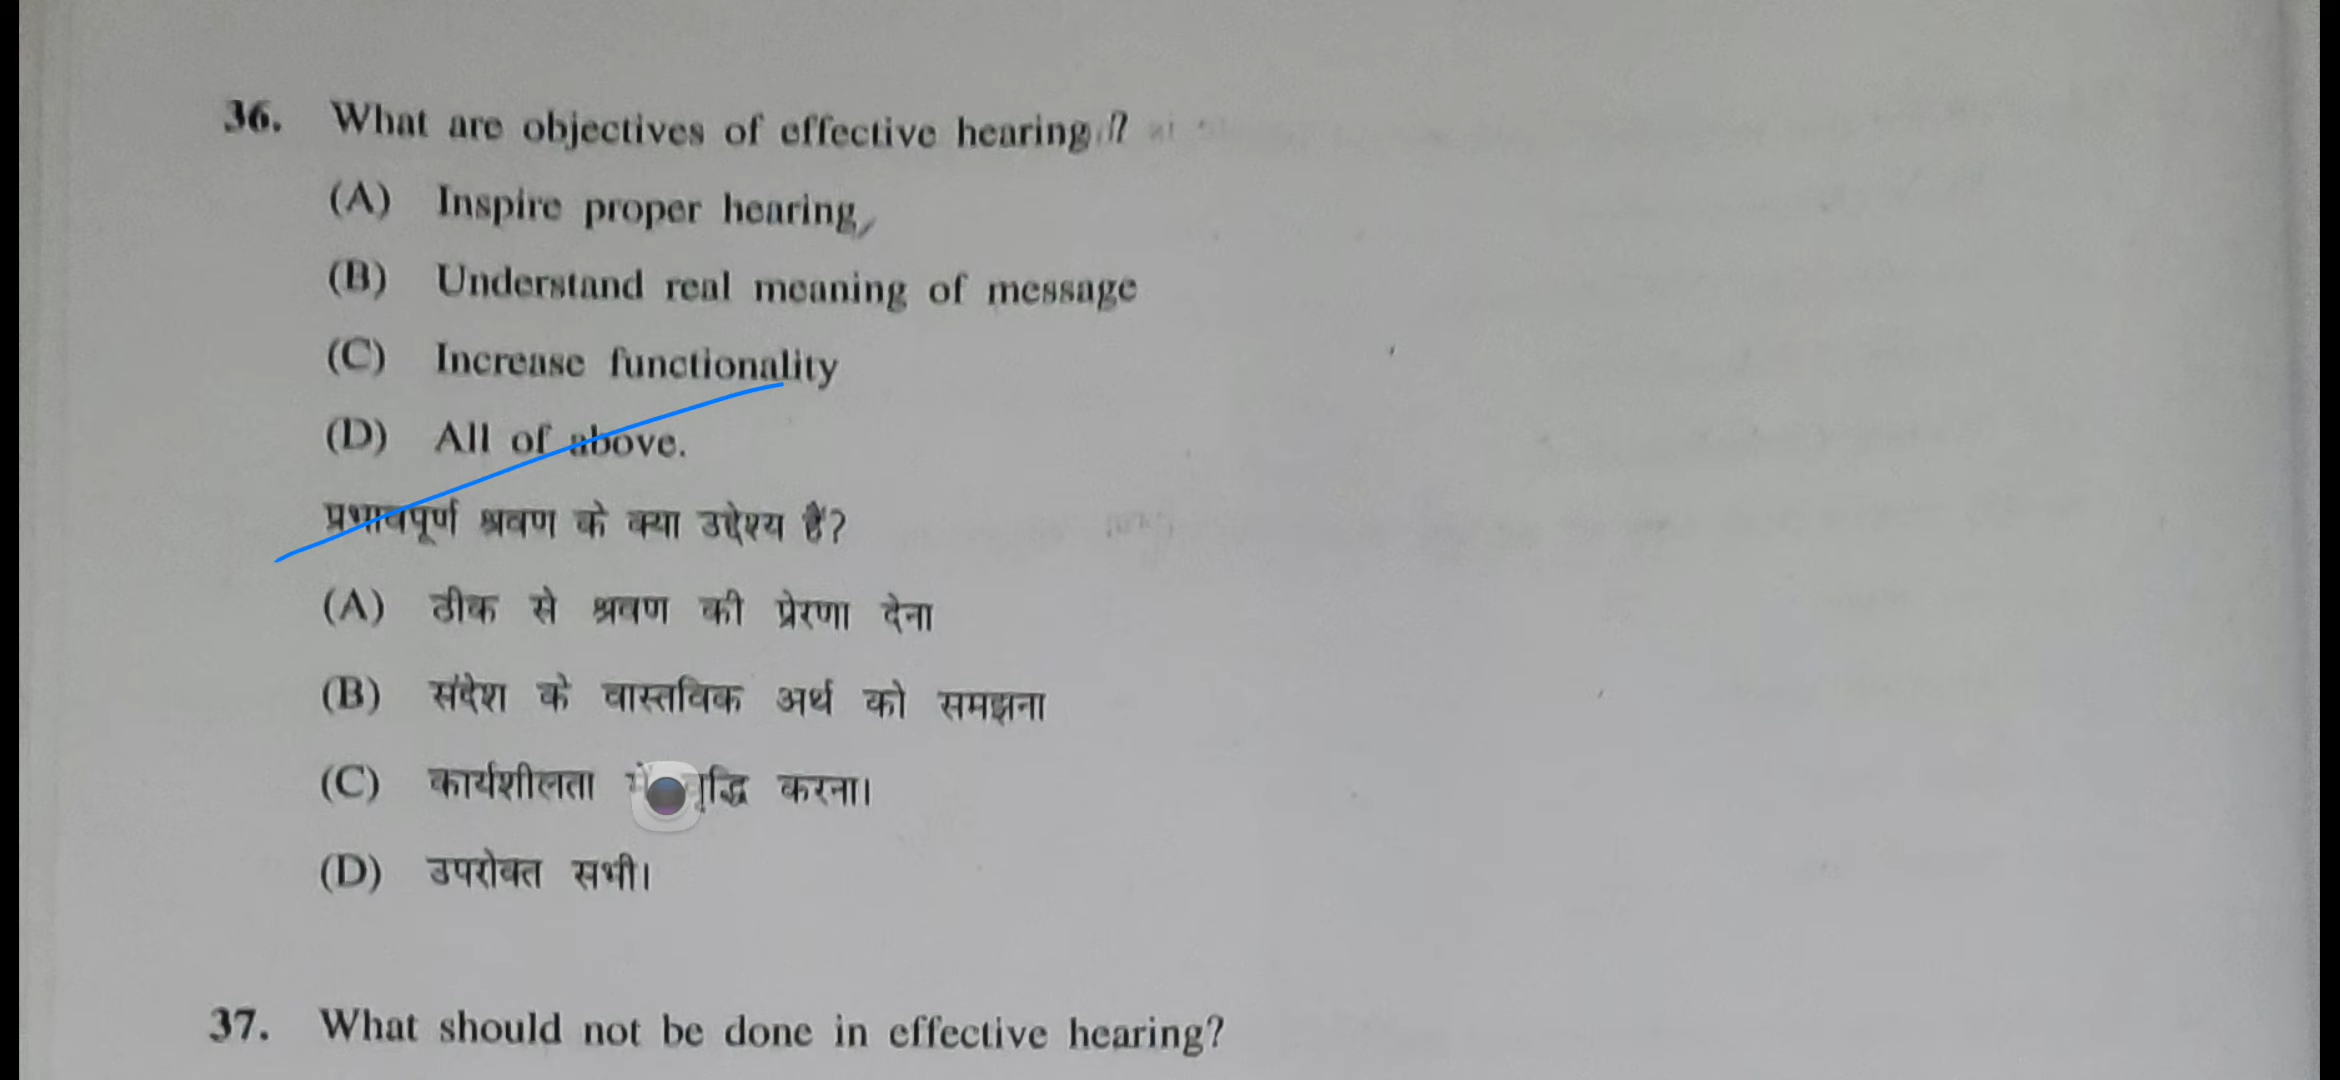 36. What are objectives of effective hearing?
(A) Inspire proper hearing
(B) Understand real meaning of message
(C) Increase functionality
(D) All of above.
प्रभावपूर्ण श्रवण के क्या उद्देश्य हैं?
(A) ठीक से श्रवण की प्रेरणा देना
(B) संदेश के वास्तविक अर्थ को समझना
(C) कार्यशीलता में वृद्धि करना।
(D) उपरोक्त सभी।
37. What should not be done in effective hearing?